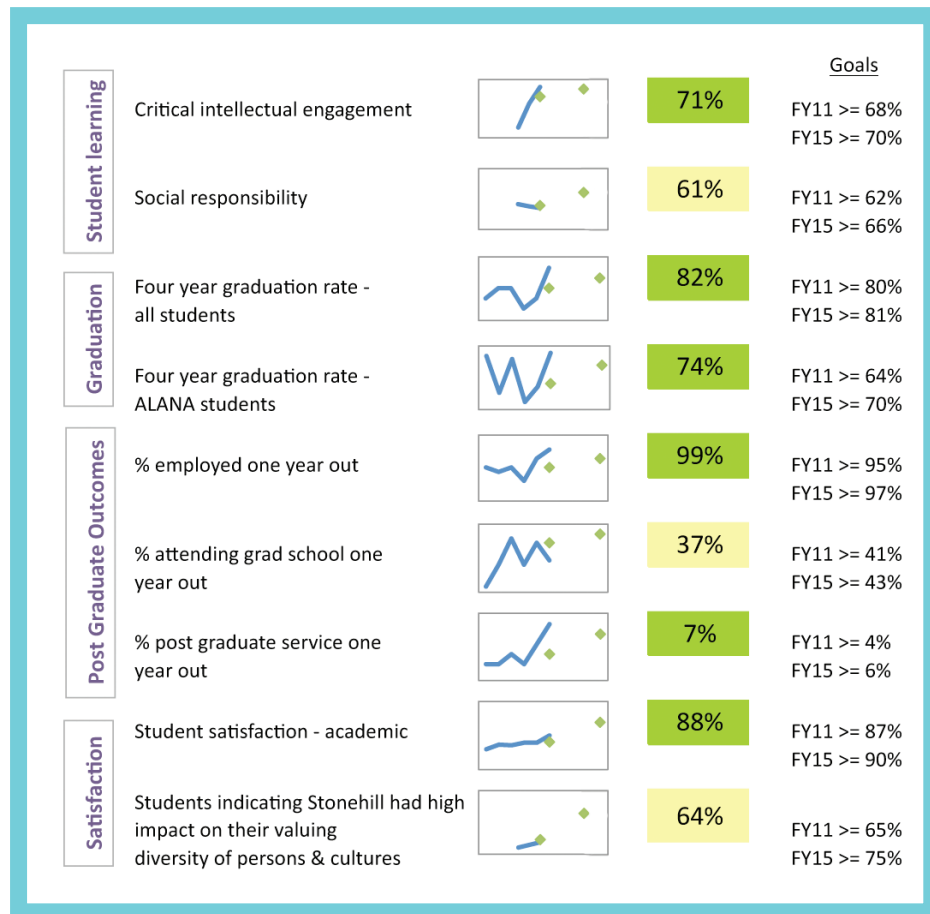 Goals
Student learning
Critical intellectual engagement
71%
FY11 >= 68%
FY15 >= 70%
Social responsibility
61%
FY11 >= 62%
FY15 >= 66%
Graduation
Four year graduation rate -
all students
82%
FY11 >= 80%
FY15 >= 81%
Four year graduation rate -
ALANA students
74%
FY11 >= 64%
FY15 >= 70%
Post Graduate Outcomes
% employed one year out
99%
FY11 >= 95%
FY15 >= 97%
% attending grad school one
year out
37%
FY11 >= 41%
FY15 >= 43%
% post graduate service one
year out
7%
FY11 >= 4%
FY15 >= 6%
Satisfaction
Student satisfaction - academic
88%
FY11 >= 87%
FY15 >= 90%
Students indicating Stonehill had high
impact on their valuing
diversity of persons & cultures
64%
FY11 >= 65%
FY15 >= 75%